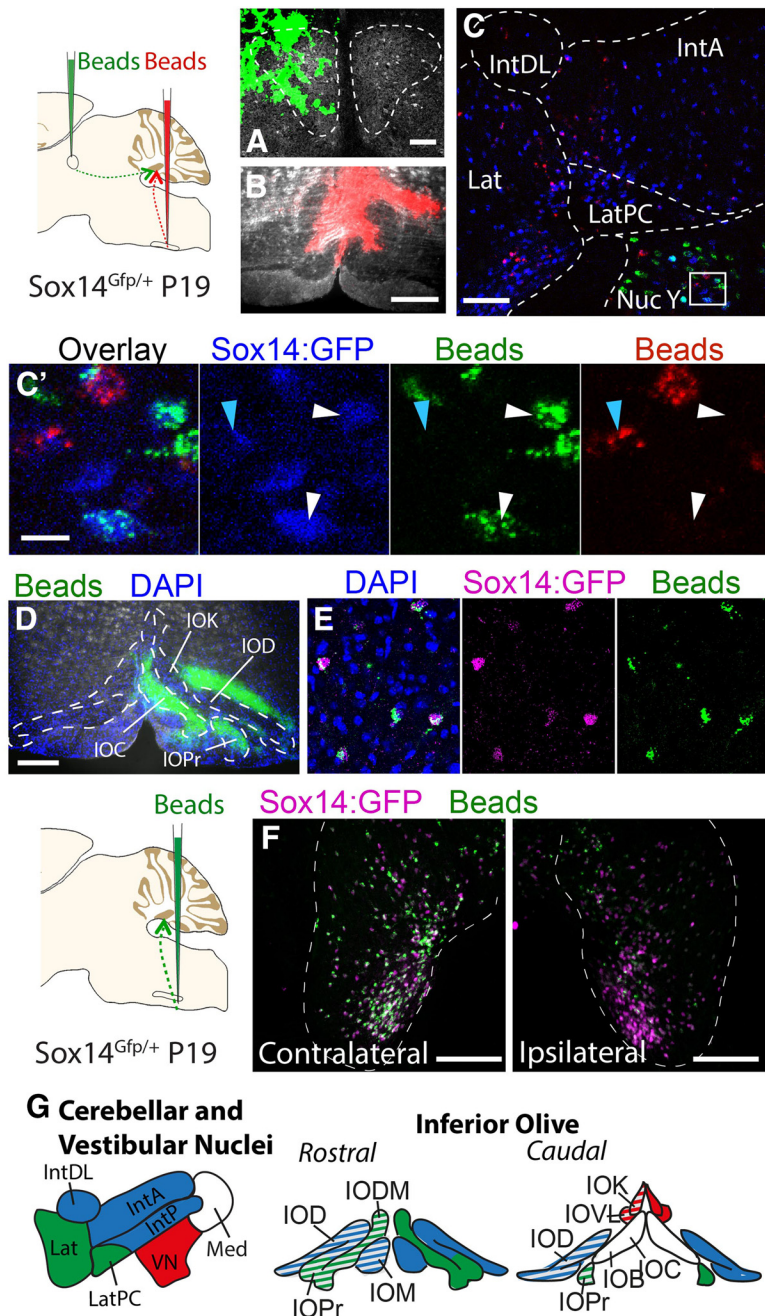 Beads Beads
Sox14Gfp/+ P19
A
B
C
IntDL
IntA
Lat
LatPC
Nuc Y
Overlay Sox14:GFP Beads Beads
C'
Beads DAPI
D
IOK
IOD
IOC
IOPr
DAPI Sox14:GFP Beads
E
Beads
Sox14Gfp/+ P19
Sox14:GFP Beads
F
Contralateral
Ipsilateral
G Cerebellar and
Vestibular Nuclei
IntDL
IntA
IntP
Lat
VN
Med
LatPC
Inferior Olive
Rostral
IODM
IOD
IOPr
IOM
Caudal
IOK
IOVL
IOD
IOC
IOB
IOPr